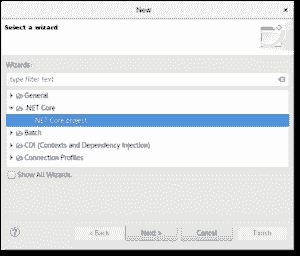 New
Select a wizard
Wizards:
type filter text
General
.NET Core
.NET Core project
Batch
CDI (Contexts and Dependency Injection)
Connection Profiles
Show All Wizards.
?
< Back
Next >
Cancel
Finish